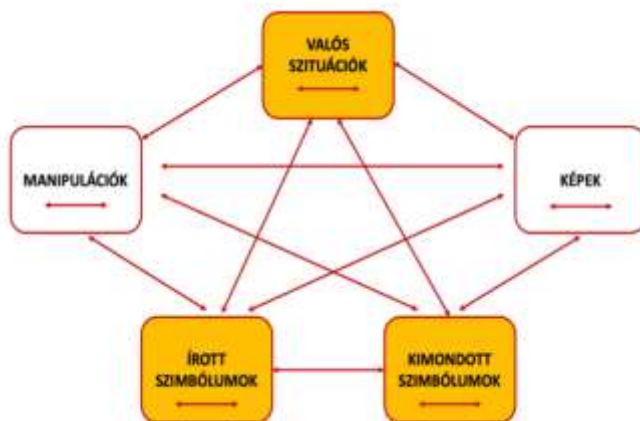 VALÓS
SZITUÁCIÓK
MANIPULÁCIÓK
KÉPEK
ÍROTT
SZIMBÓLUMOK
KIMONDOTT
SZIMBÓLUMOK